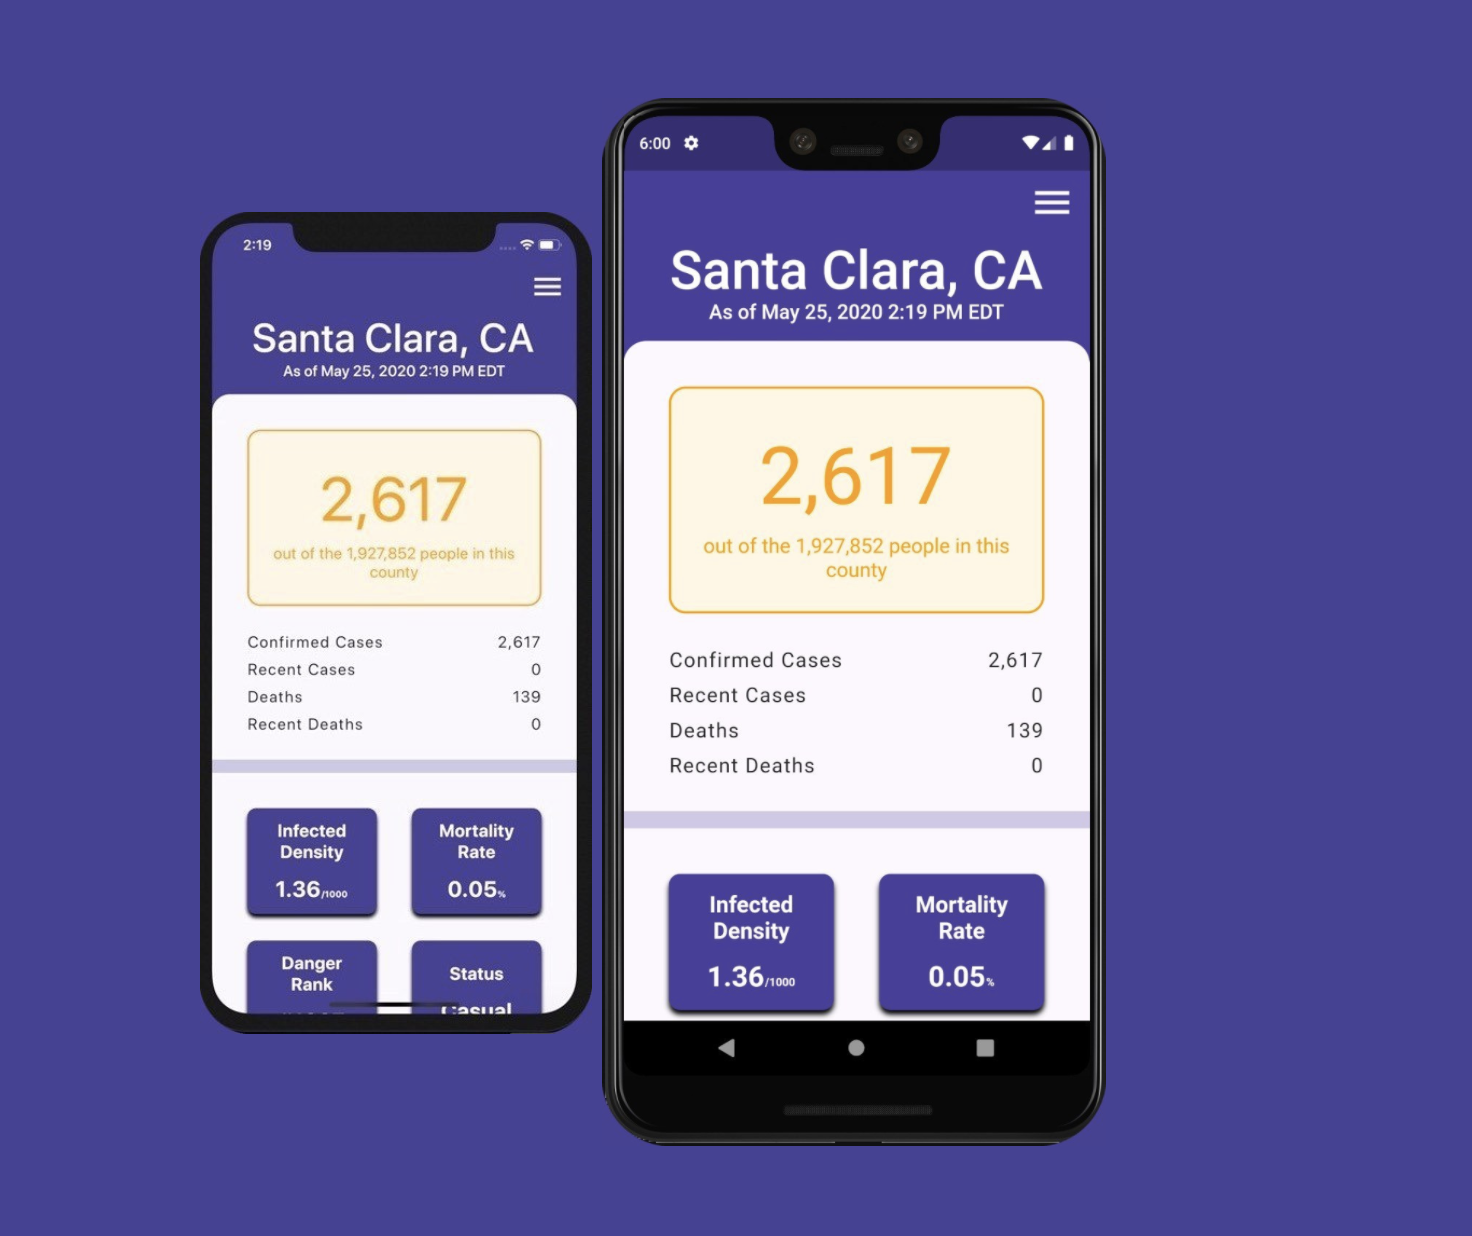 2:19
Santa Clara, CA
As of May 25, 2020 2:19 PM EDT
2,617
out of the 1,927,852 people in this
county
Confirmed Cases 2,617
Recent Cases 0
Deaths 139
Recent Deaths 0
Infected
Density
1.36/1000
Mortality
Rate
0.05%
Danger
Rank
Status
Casual
6:00
Santa Clara, CA
As of May 25, 2020 2:19 PM EDT
2,617
out of the 1,927,852 people in this
county
Confirmed Cases 2,617
Recent Cases 0
Deaths 139
Recent Deaths 0
Infected
Density
1.36/1000
Mortality
Rate
0.05%